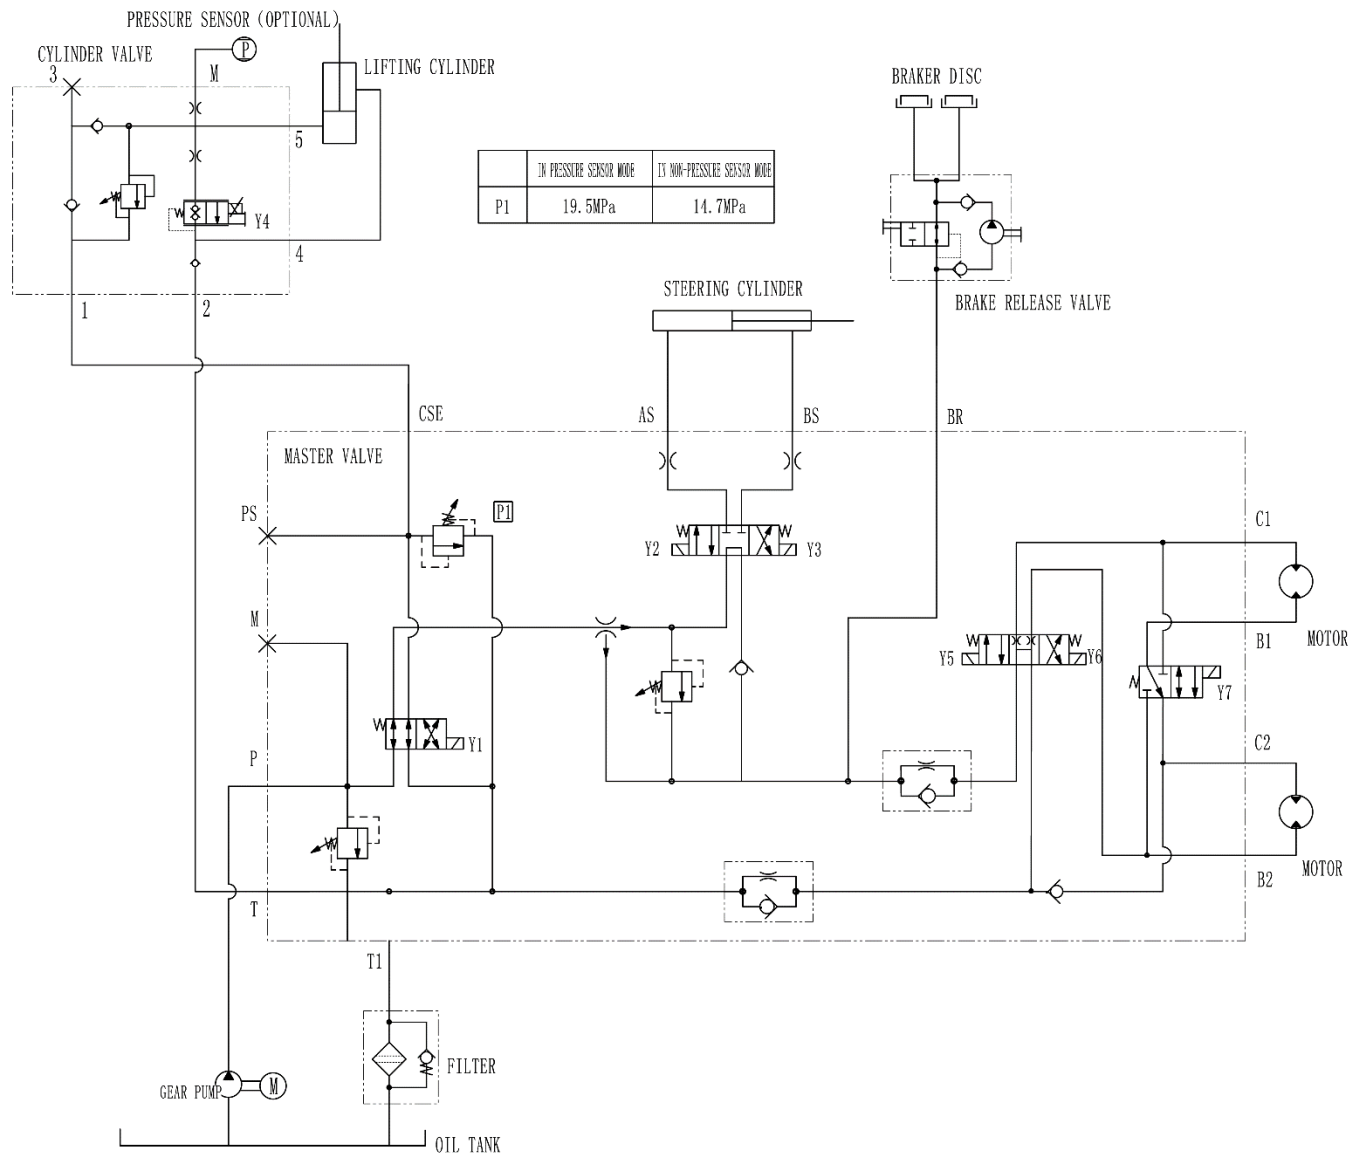 PRESSURE SENSOR (OPTIONAL)
P
CYLINDER VALVE
3
M
LIFTING CYLINDER
5
Y4
4
1
2
IN PRESSURE SENSOR MODE
IN NON-PRESSURE SENSOR MODE
P1
19.5MPa
14.7MPa
BRAKER DISC
BRAKE RELEASE VALVE
STEERING CYLINDER
CSE
AS
BS
BR
MASTER VALVE
PS
P1
Y2
Y3
C1
M
Y5
Y6
B1
MOTOR
Y7
P
Y1
C2
MOTOR
B2
T
T1
FILTER
GEAR PUMP
M
OIL TANK